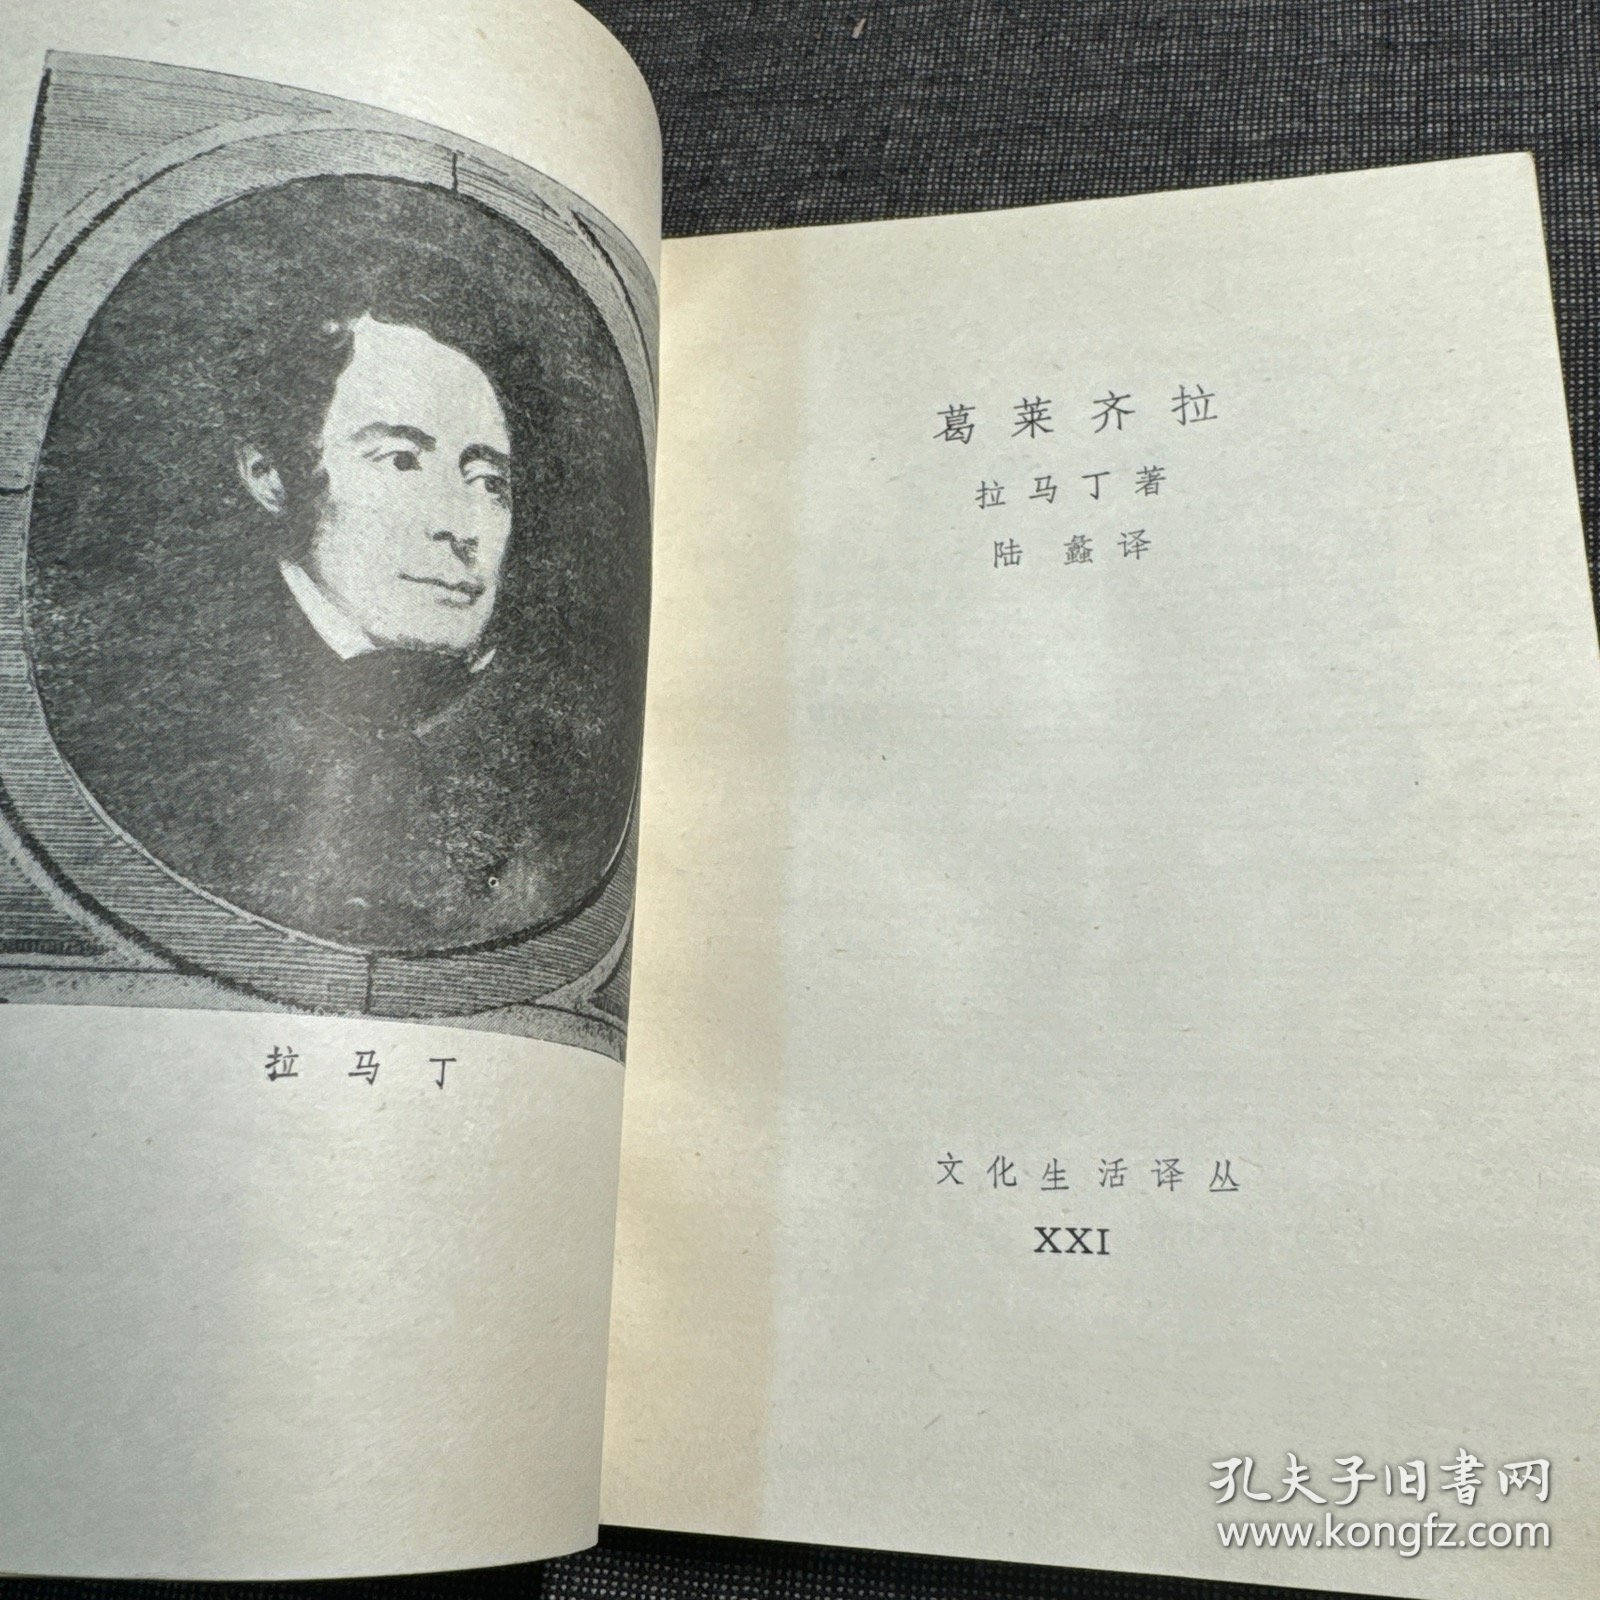 拉马丁
葛莱齐拉
拉马丁著
陆蠡译
文化生活译丛
XXI
孔夫子旧书网
www.kongfz.com